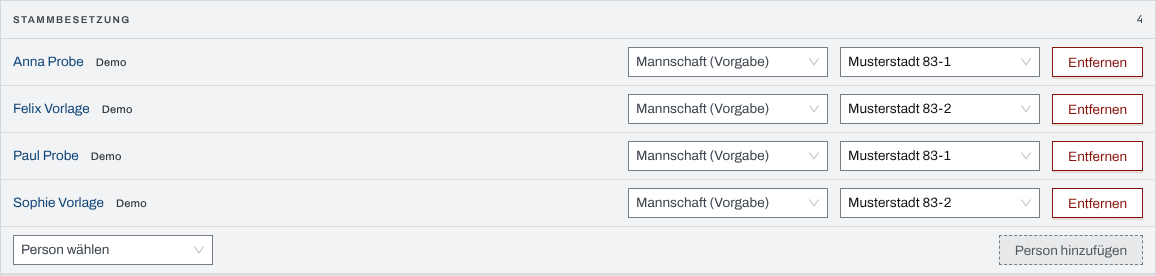 STAMMBESETZUNG 4
Anna Probe Demo Mannschaft (Vorgabe) Musterstadt 83-1 Entfernen
Felix Vorlage Demo Mannschaft (Vorgabe) Musterstadt 83-2 Entfernen
Paul Probe Demo Mannschaft (Vorgabe) Musterstadt 83-1 Entfernen
Sophie Vorlage Demo Mannschaft (Vorgabe) Musterstadt 83-2 Entfernen
Person wählen Person hinzufügen